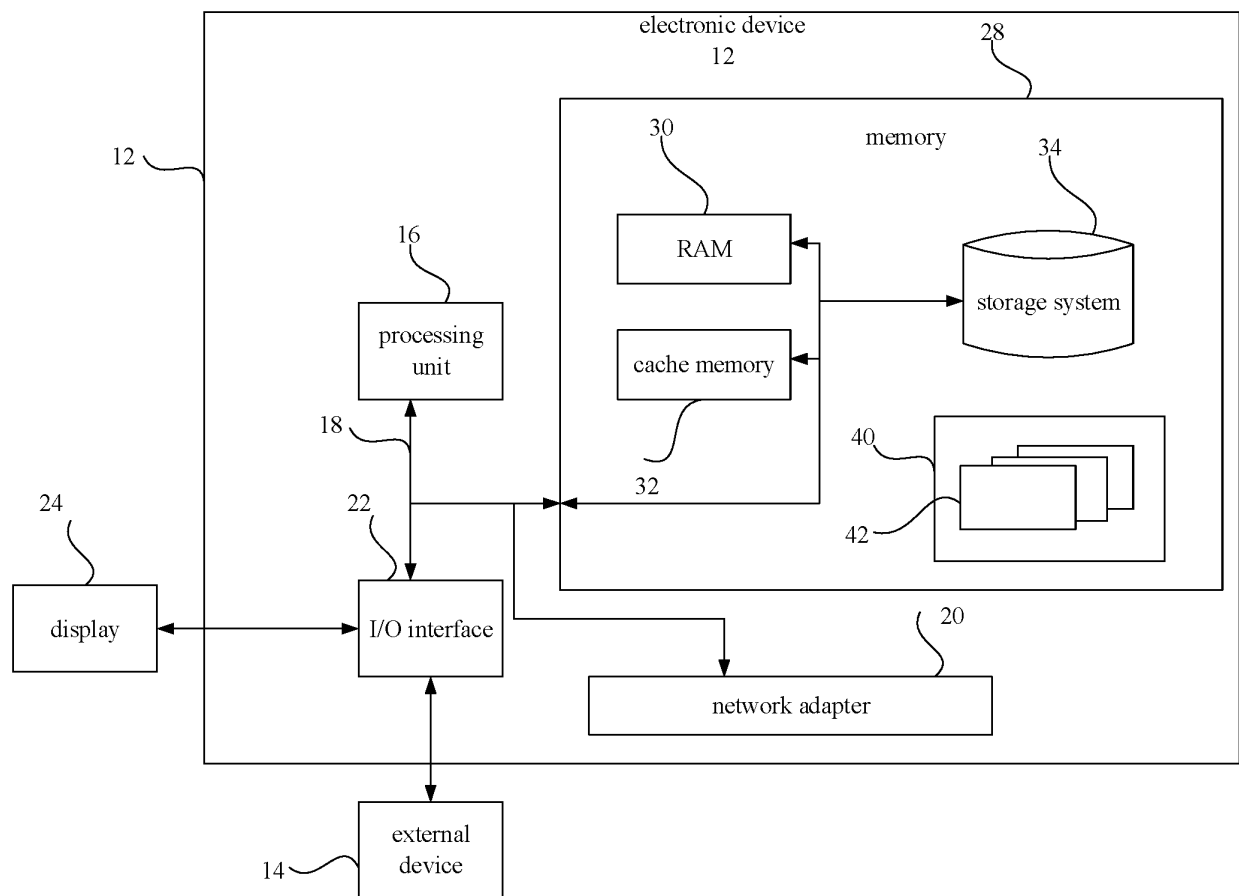 electronic device
12
28
12
memory
30
34
RAM
16
storage system
processing
unit
cache memory
18
40
32
42
24
22
display
I/O interface
20
network adapter
external
device
14